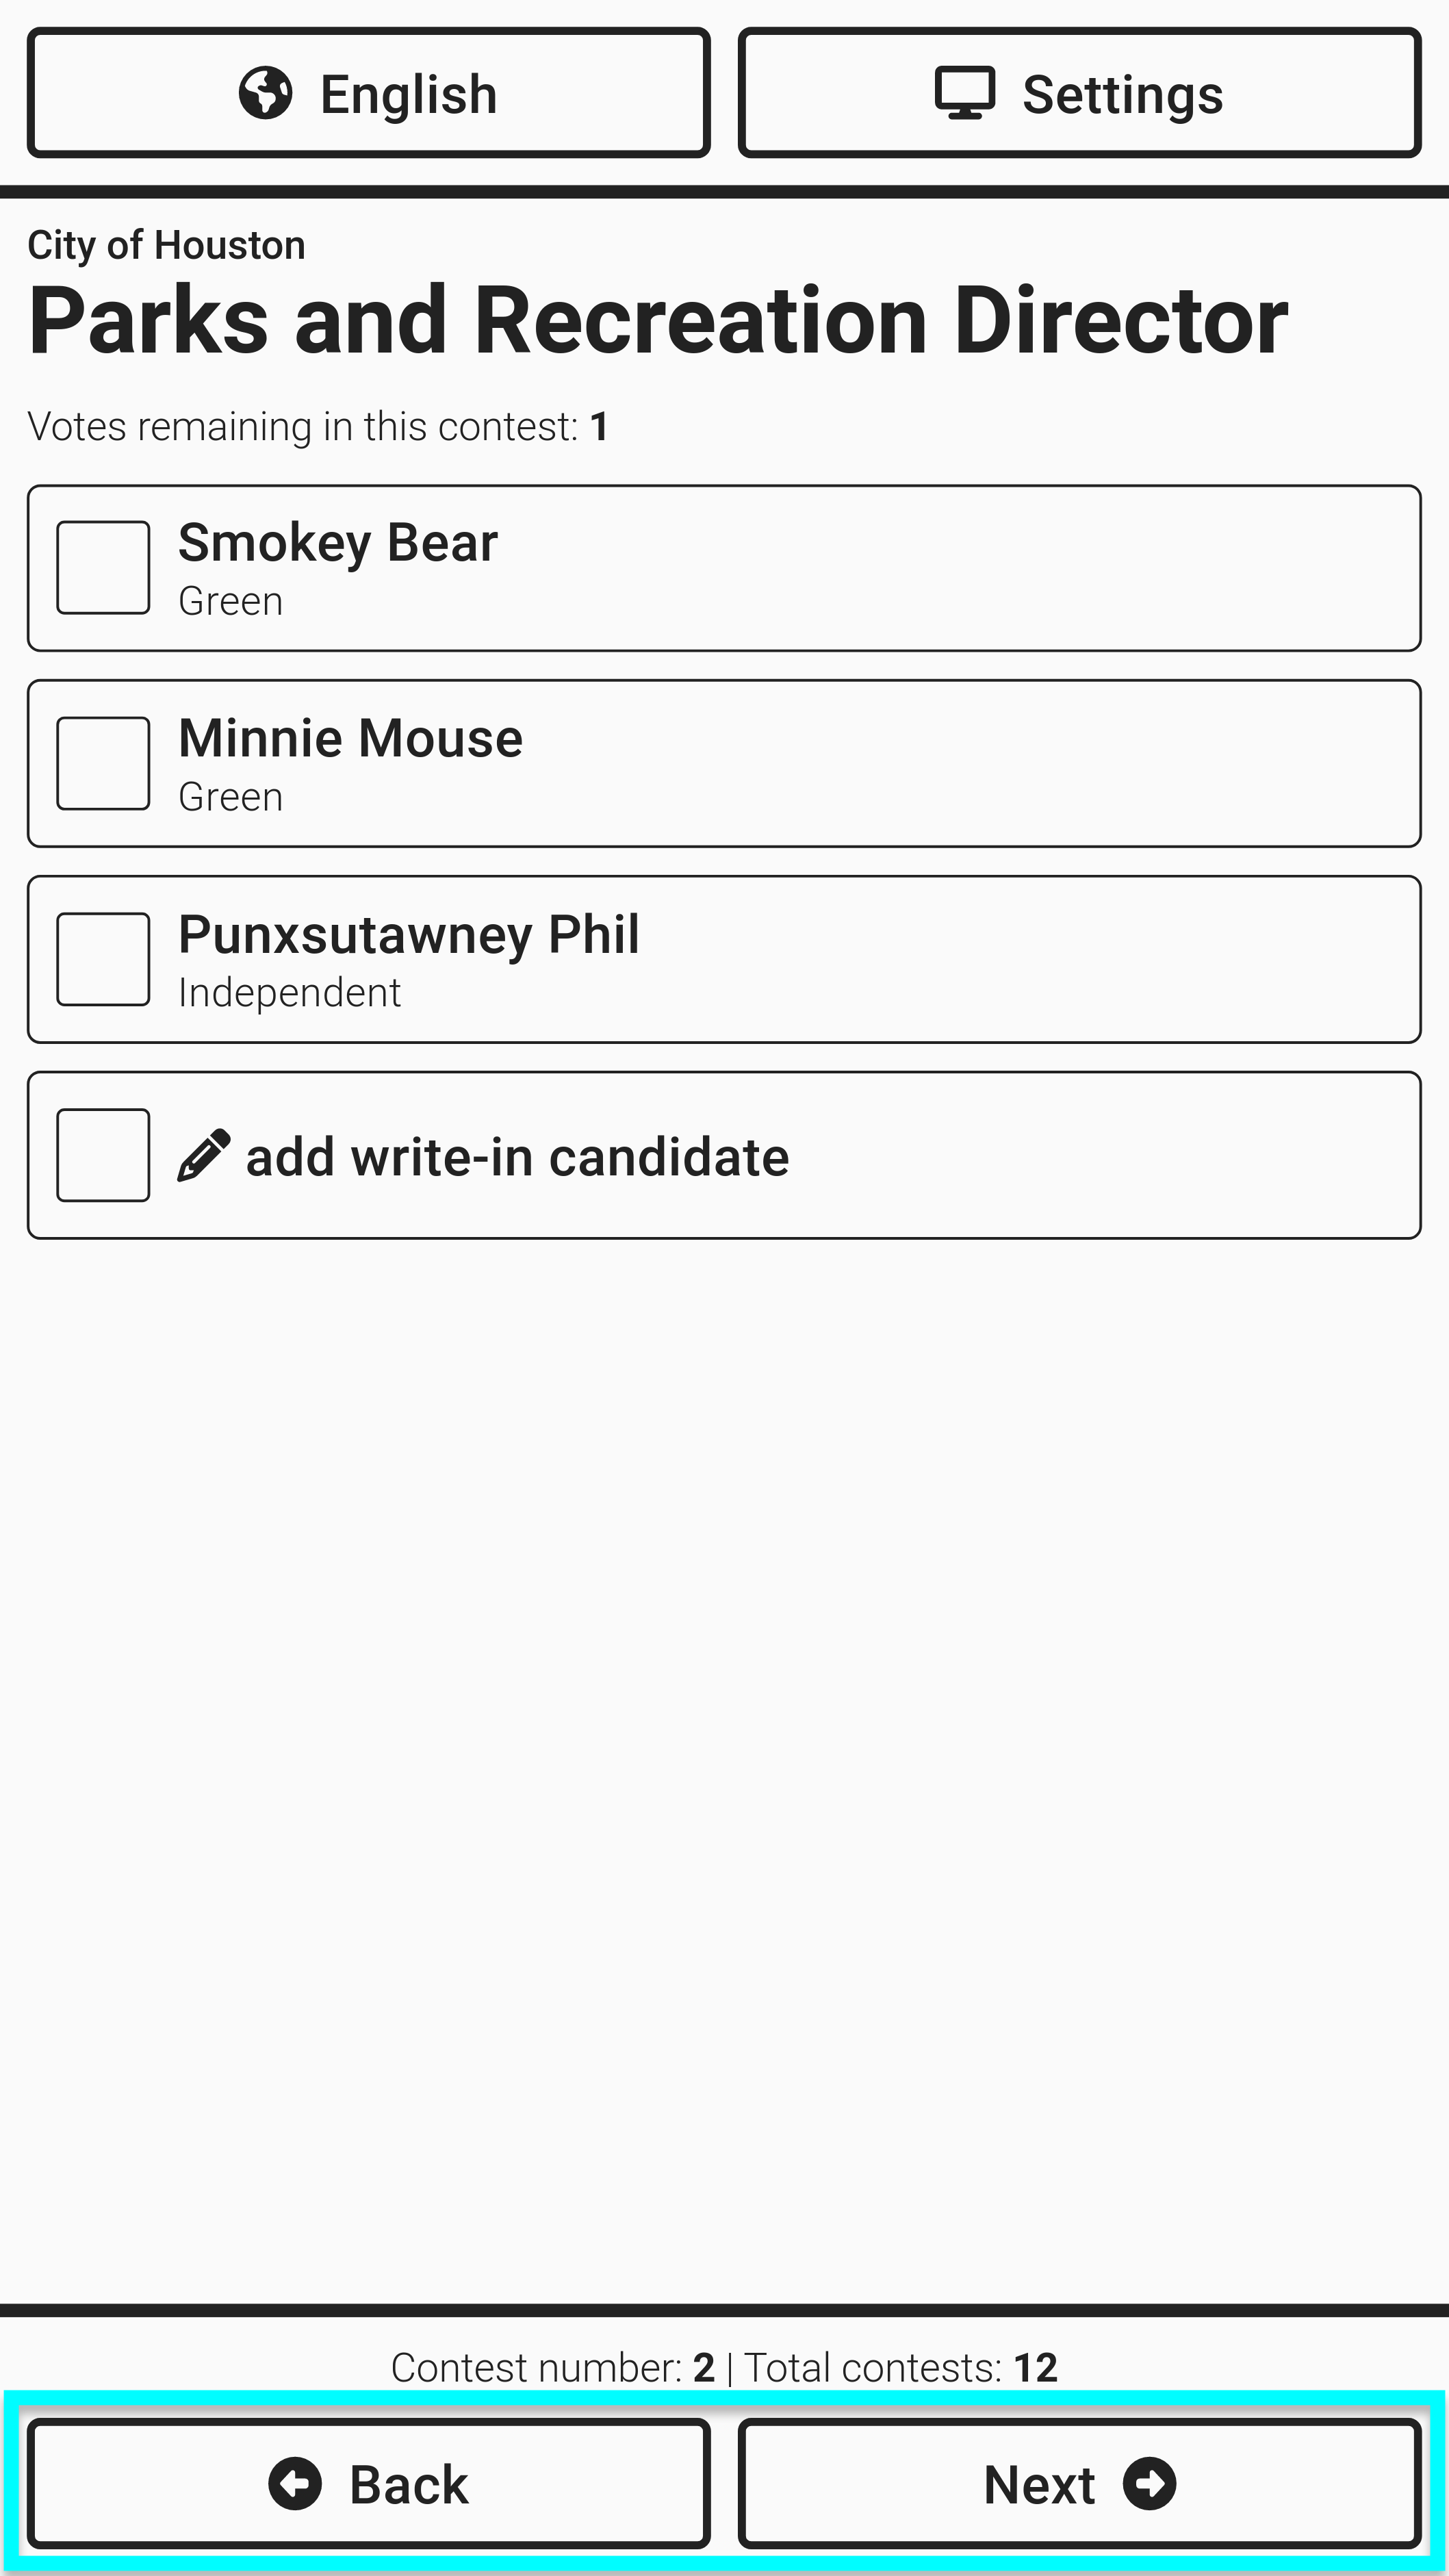 English
Settings
City of Houston
Parks and Recreation Director
Votes remaining in this contest: 1
Smokey Bear
Green
Minnie Mouse
Green
Punxsutawney Phil
Independent
add write-in candidate
Contest number: 2 | Total contests: 12
Back
Next